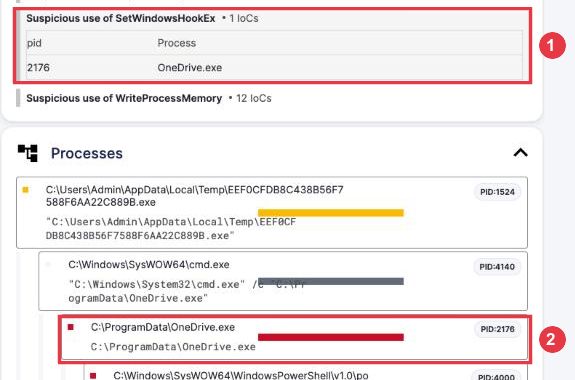 Suspicious use of SetWindowsHookEx • 1 IoCs
1
pid Process
2176 OneDrive.exe
Suspicious use of WriteProcessMemory • 12 IoCs
Processes
C:\Users\Admin\AppData\Local\Temp\EEF0CFDB8C438B56F7
588F6AA22C889B.exe
PID:1524
"C:\Users\Admin\AppData\Local\Temp\EEF0CF
DB8C438B56F7588F6AA22C889B.exe"
C:\Windows\SysWOW64\cmd.exe
PID:4140
"C:\Windows\System32\cmd.exe" /c "C:\Pr
ogramData\OneDrive.exe"
C:\ProgramData\OneDrive.exe
PID:2176
2
C:\ProgramData\OneDrive.exe
C:\Windows\SysWOW64\WindowsPowerShell\v1.0\po
PID:4000